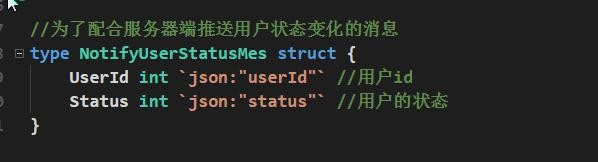 //为了配合服务器端推送用户状态变化的消息
type NotifyUserStatusMes struct {
    UserId int `json:"userId"` //用户id
    Status int `json:"status"` //用户的状态
}